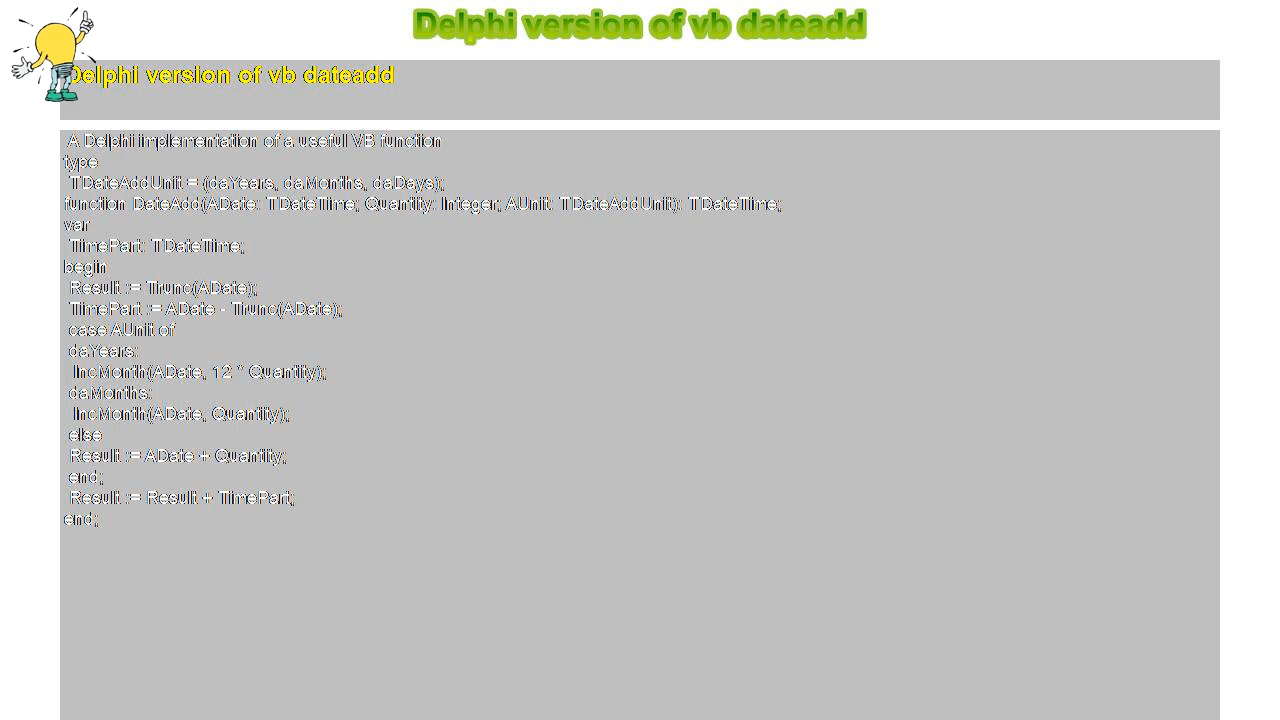 Delphi version of vb dateadd
Delphi version of vb dateadd
A Delphi implementation of a useful VB function
type
TDateAddUnit = (daYears, daMonths, daDays);
function DateAdd(ADate: TDateTime; Quantity: Integer; AUnit: TDateAddUnit): TDateTime;
var
TimePart: TDateTime;
begin
Result := Trunc(ADate);
TimePart := ADate - Trunc(ADate);
case AUnit of
daYears:
IncMonth(ADate, 12 * Quantity);
daMonths:
IncMonth(ADate, Quantity);
else
Result := ADate + Quantity;
end;
Result := Result + TimePart;
end;